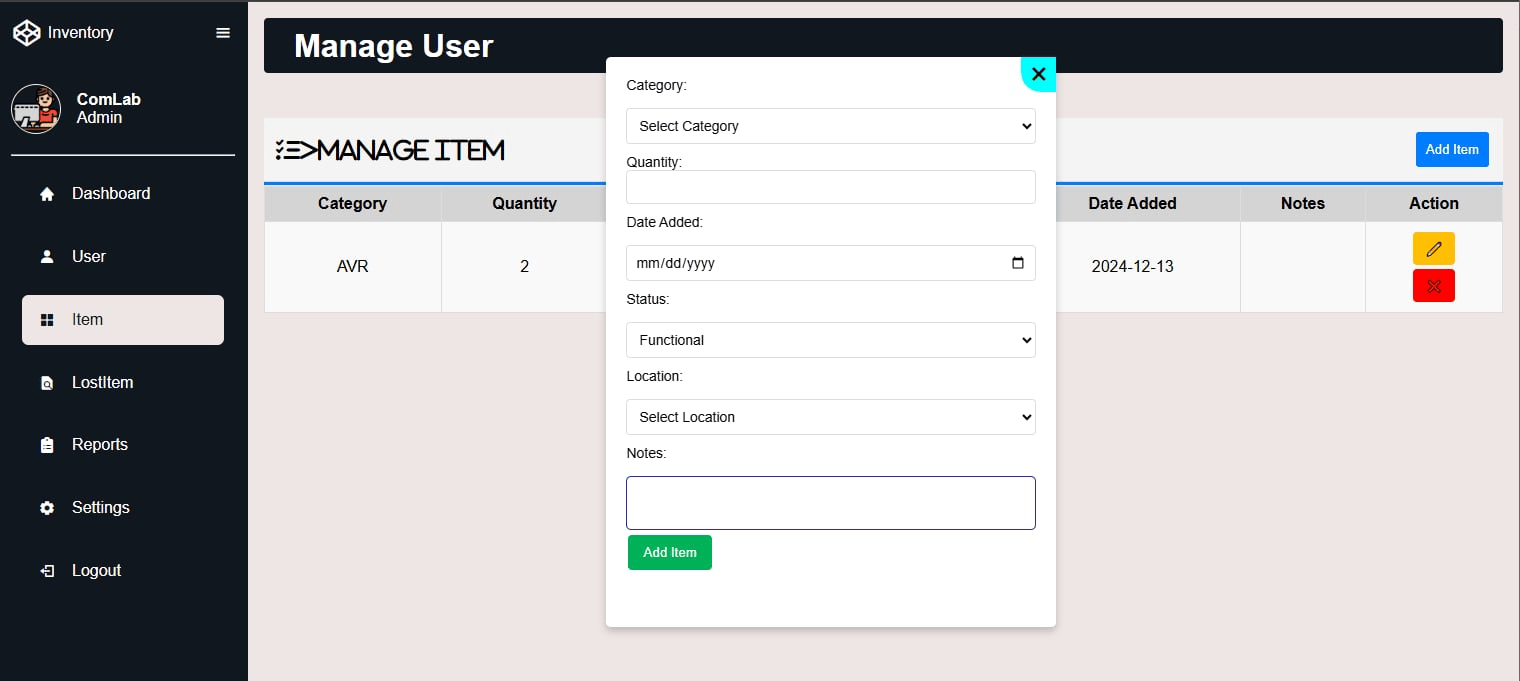 Inventory
ComLab
Admin
Dashboard
User
Item
LostItem
Reports
Settings
Logout
Manage User
MANAGE ITEM
Add Item
Category Quantity Date Added Notes Action
AVR 2 2024-12-13
Category:
Select Category
Quantity:
Date Added:
mm/dd/yyyy
Status:
Functional
Location:
Select Location
Notes:
Add Item